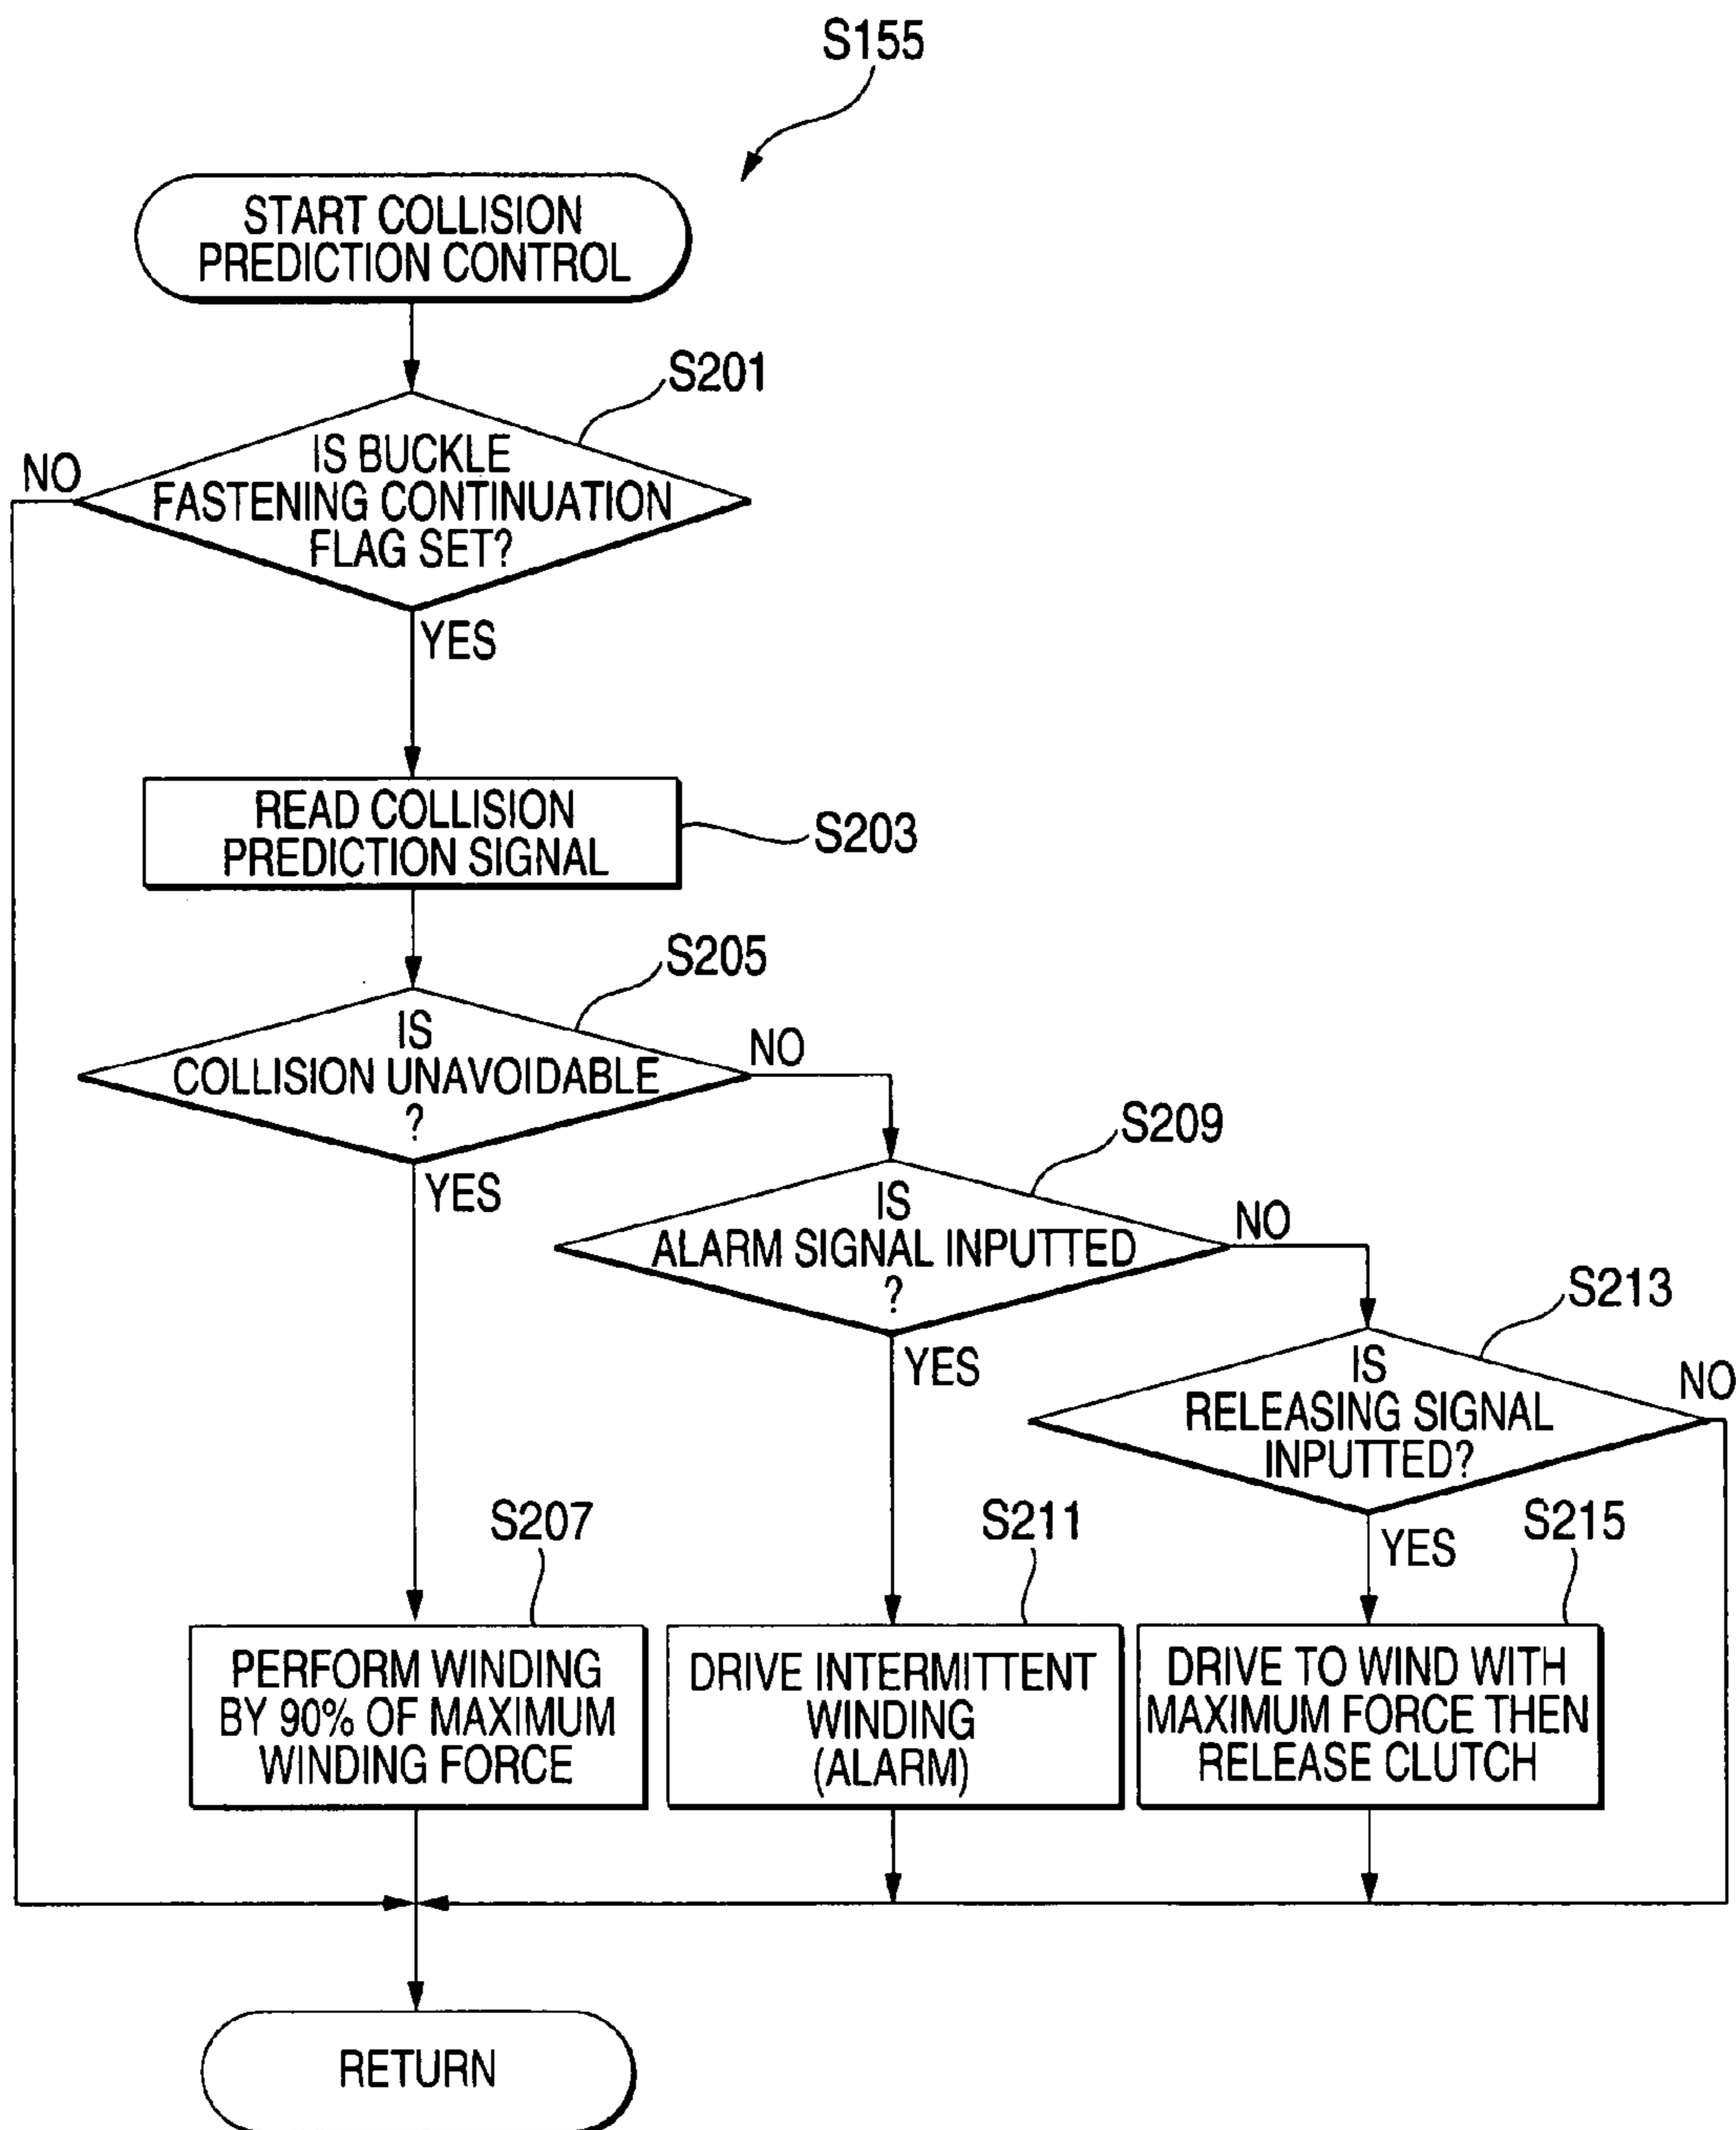 S155
START COLLISION
PREDICTION CONTROL
S201
NO
IS BUCKLE
FASTENING CONTINUATION
FLAG SET?
YES
READ COLLISION
PREDICTION SIGNAL
S203
S205
IS
COLLISION UNAVOIDABLE
?
NO
YES
S209
IS
ALARM SIGNAL INPUTTED
?
NO
YES
S213
IS
RELEASING SIGNAL
INPUTTED?
NO
YES
S207
PERFORM WINDING
BY 90% OF MAXIMUM
WINDING FORCE
S211
DRIVE INTERMITTENT
WINDING
(ALARM)
S215
DRIVE TO WIND WITH
MAXIMUM FORCE THEN
RELEASE CLUTCH
RETURN